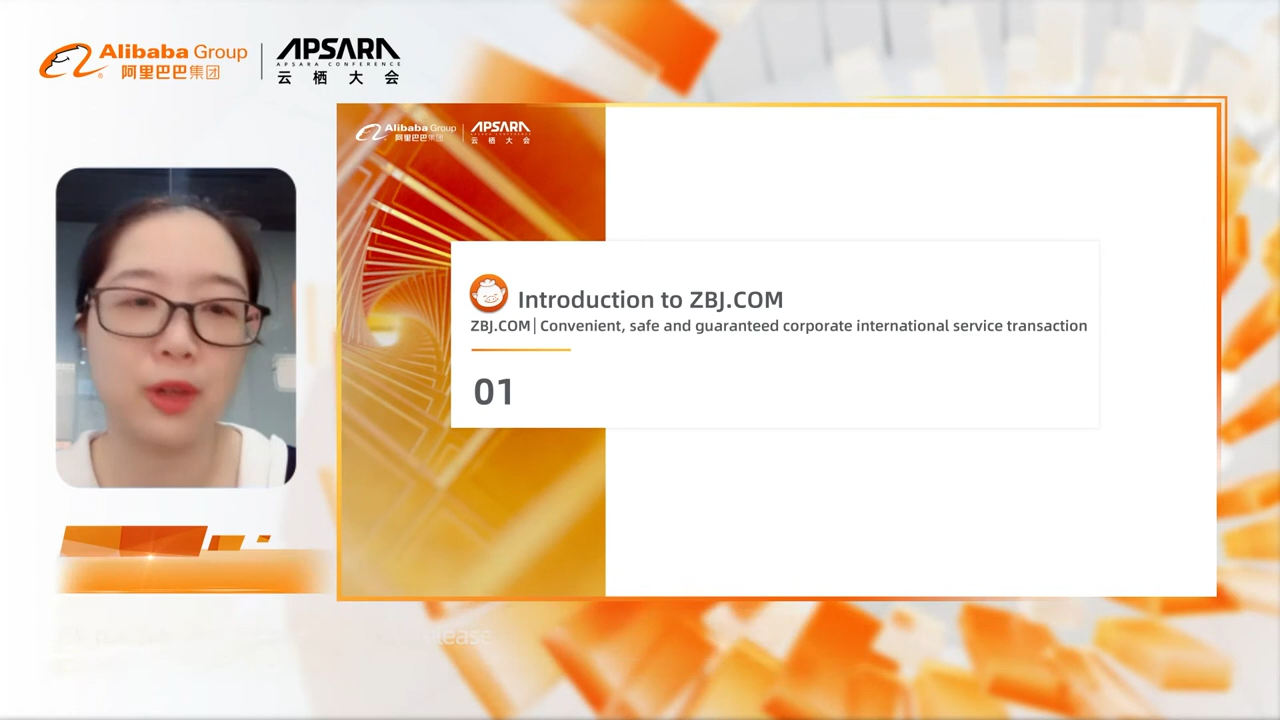 Alibaba Group
阿里巴巴集团
APSARA
APSARA CONFERENCE
云栖大会
Alibaba Group
阿里巴巴集团
APSARA
云栖大会
Introduction to ZBJ.COM
ZBJ.COM| Convenient, safe and guaranteed corporate international service transaction
01